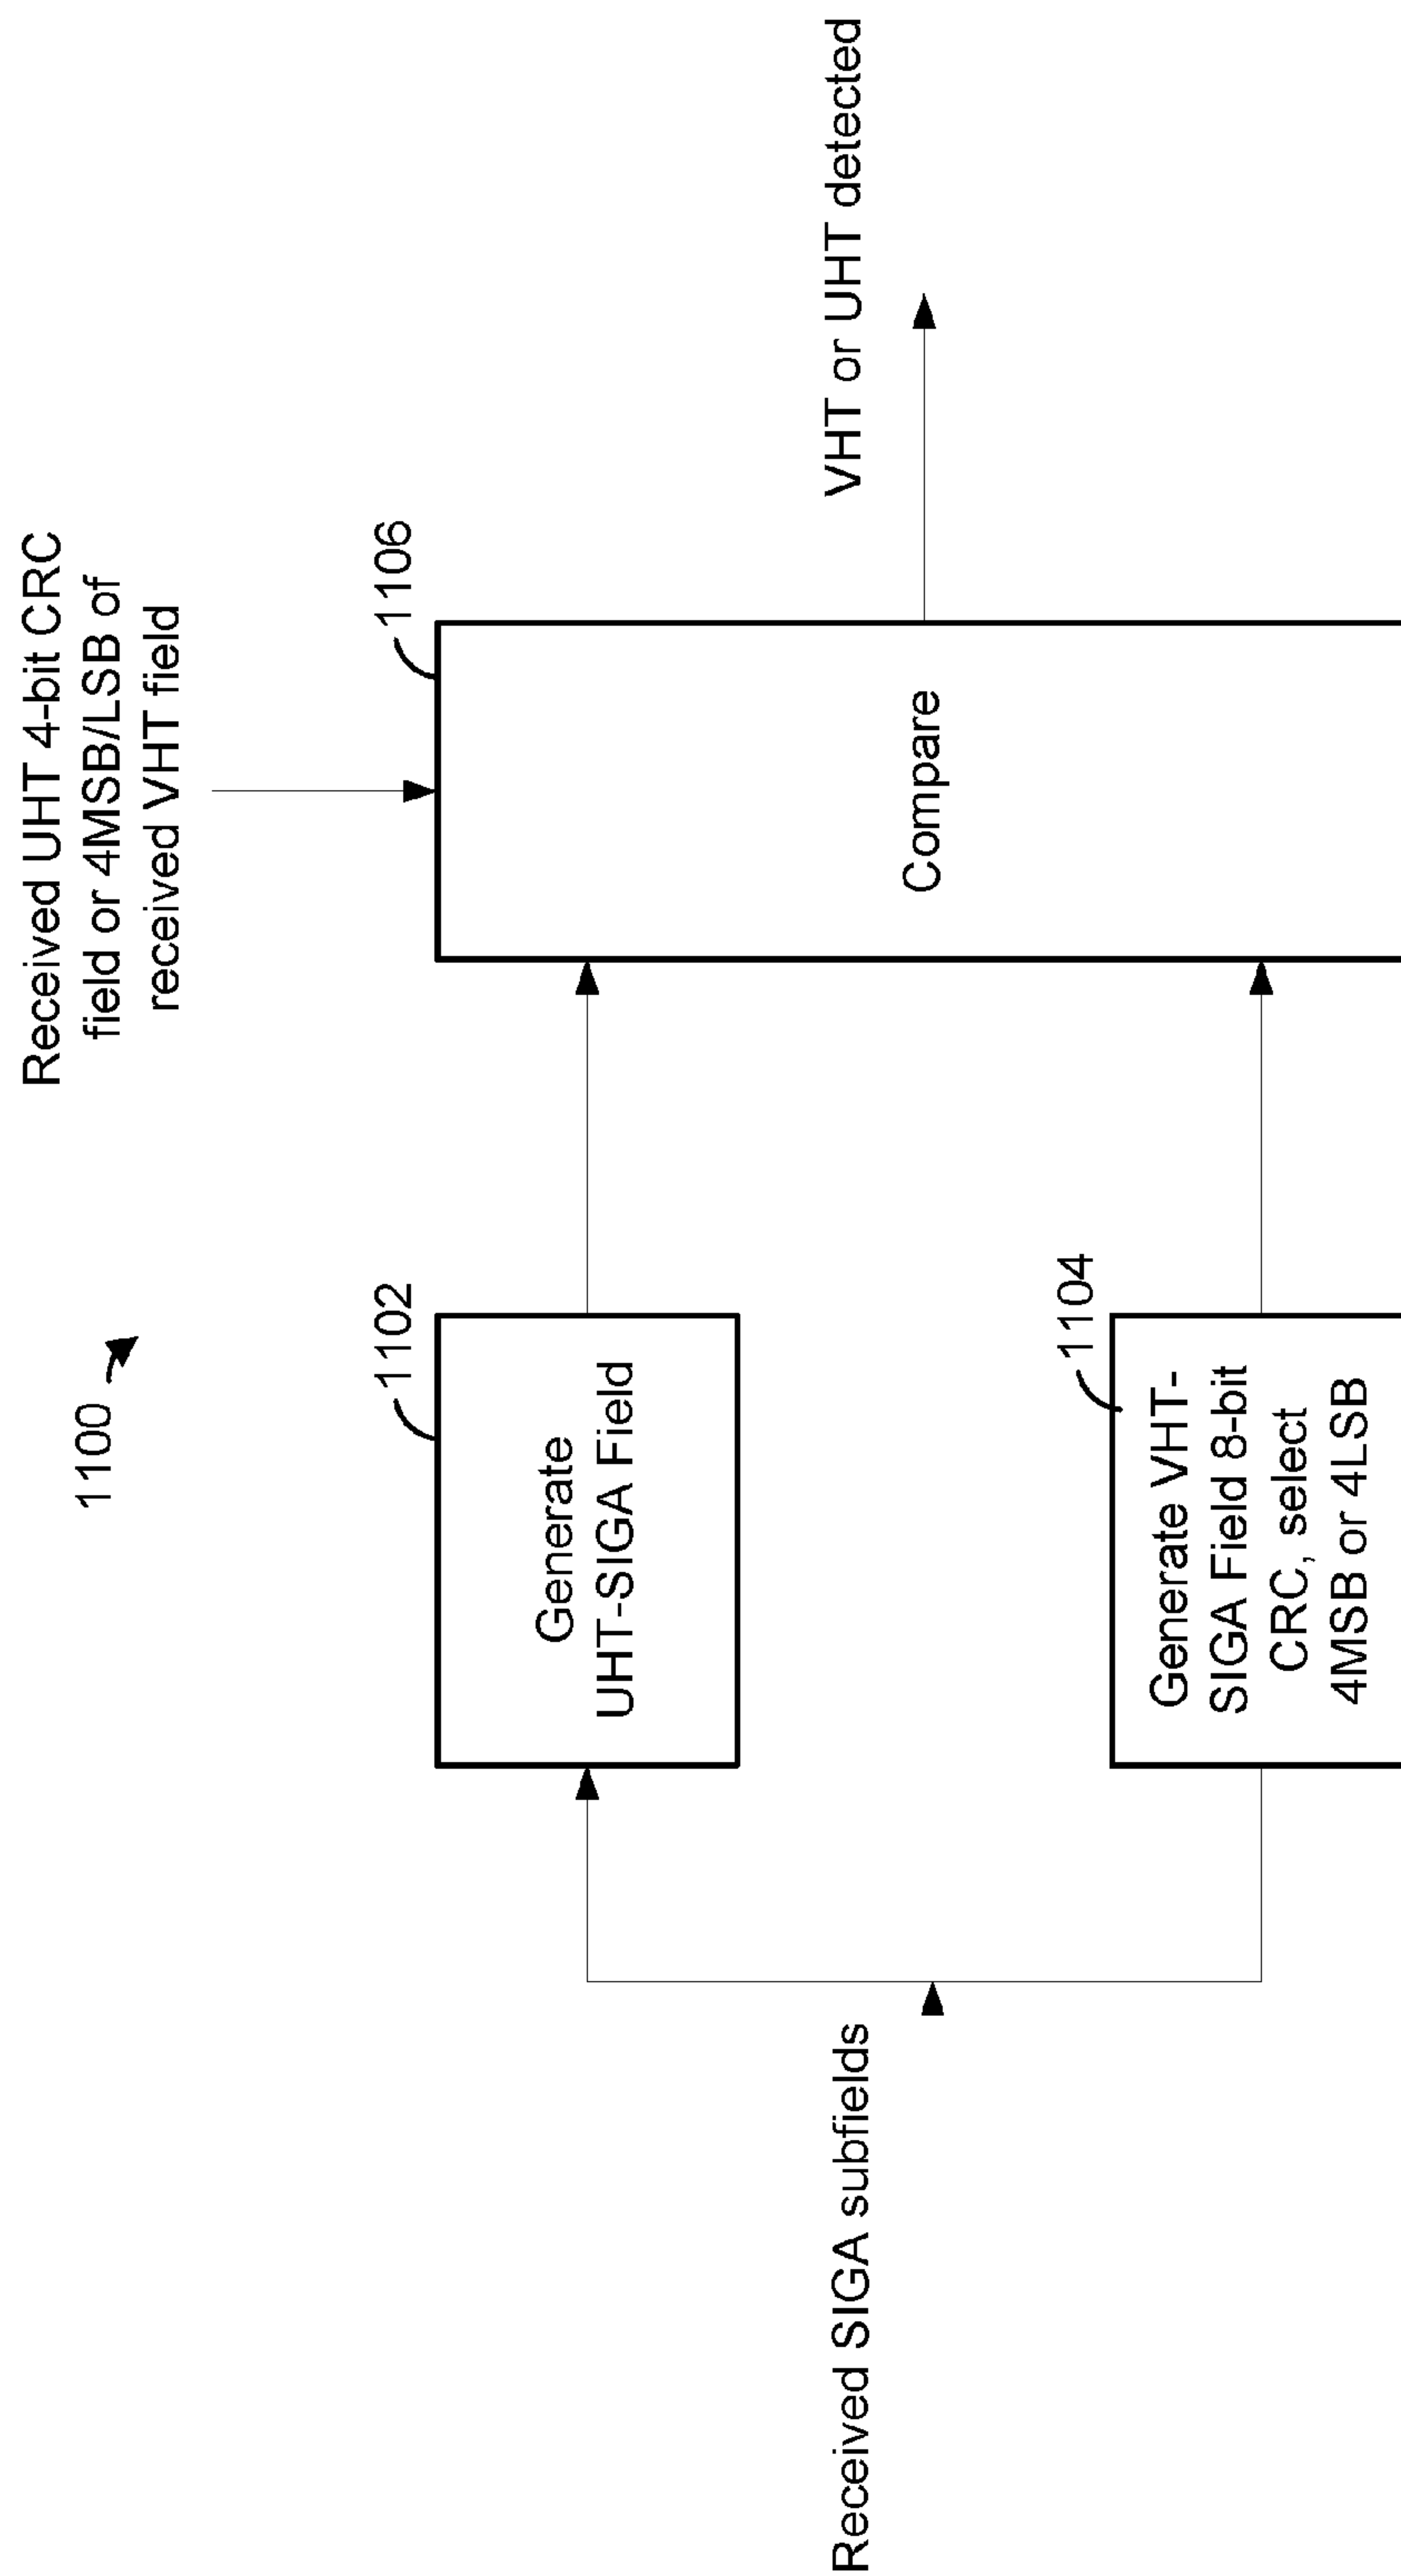 1100
Received UHT 4-bit CRC
field or 4MSB/LSB of
received VHT field
1102
Generate
UHT-SIGA Field
1106
Compare
VHT or UHT detected
Received SIGA subfields
1104
Generate VHT-
SIGA Field 8-bit
CRC, select
4MSB or 4LSB